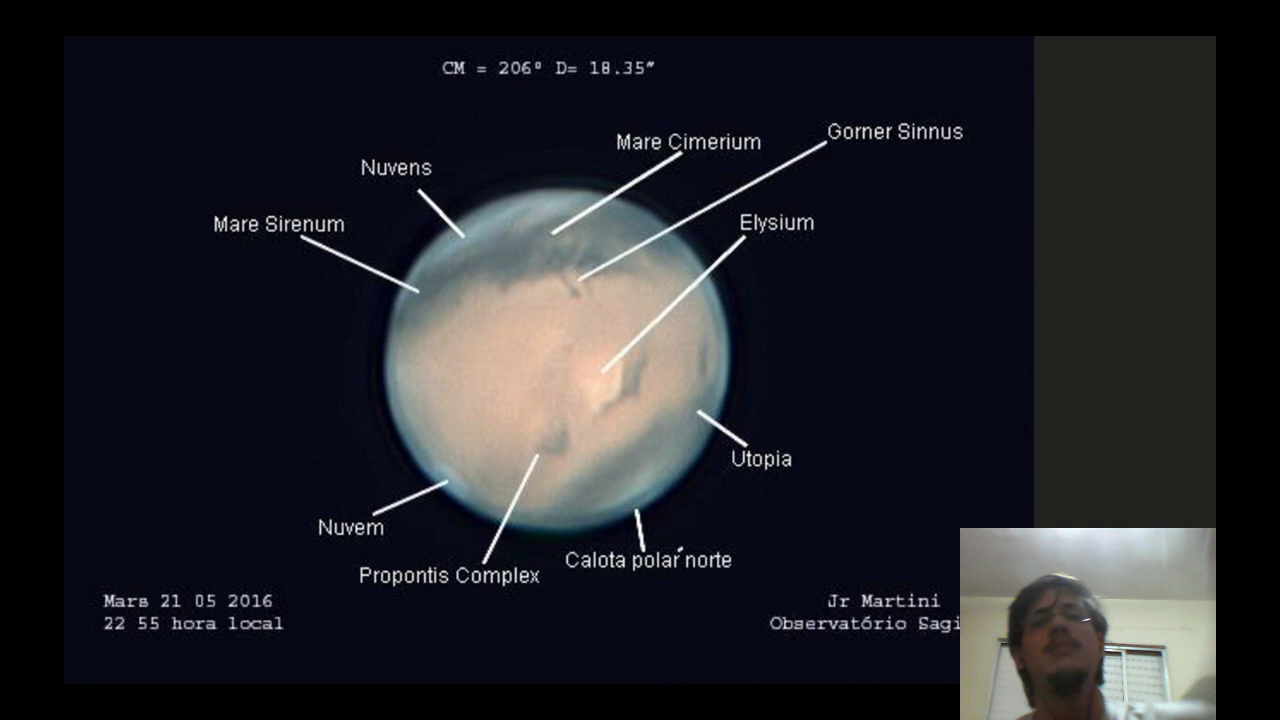 CM = 206º D= 18.35"
Gorner Sinnus
Mare Cimerium
Nuvens
Mare Sirenum
Elysium
Utopia
Nuvem
Calota polar norte
Propontis Complex
Mars 21 05 2016
22 55 hora local
Jr Martini
Observatório Sagi